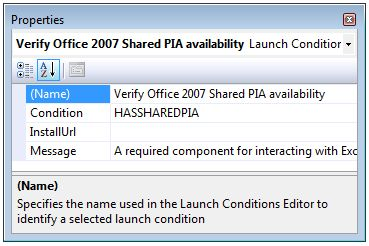 Properties
Verify Office 2007 Shared PIA availability Launch Condition
(Name) Verify Office 2007 Shared PIA availability
Condition HASSHAREDPIA
InstallUrl
Message A required component for interacting with Exc
(Name)
Specifies the name used in the Launch Conditions Editor to
identify a selected launch condition